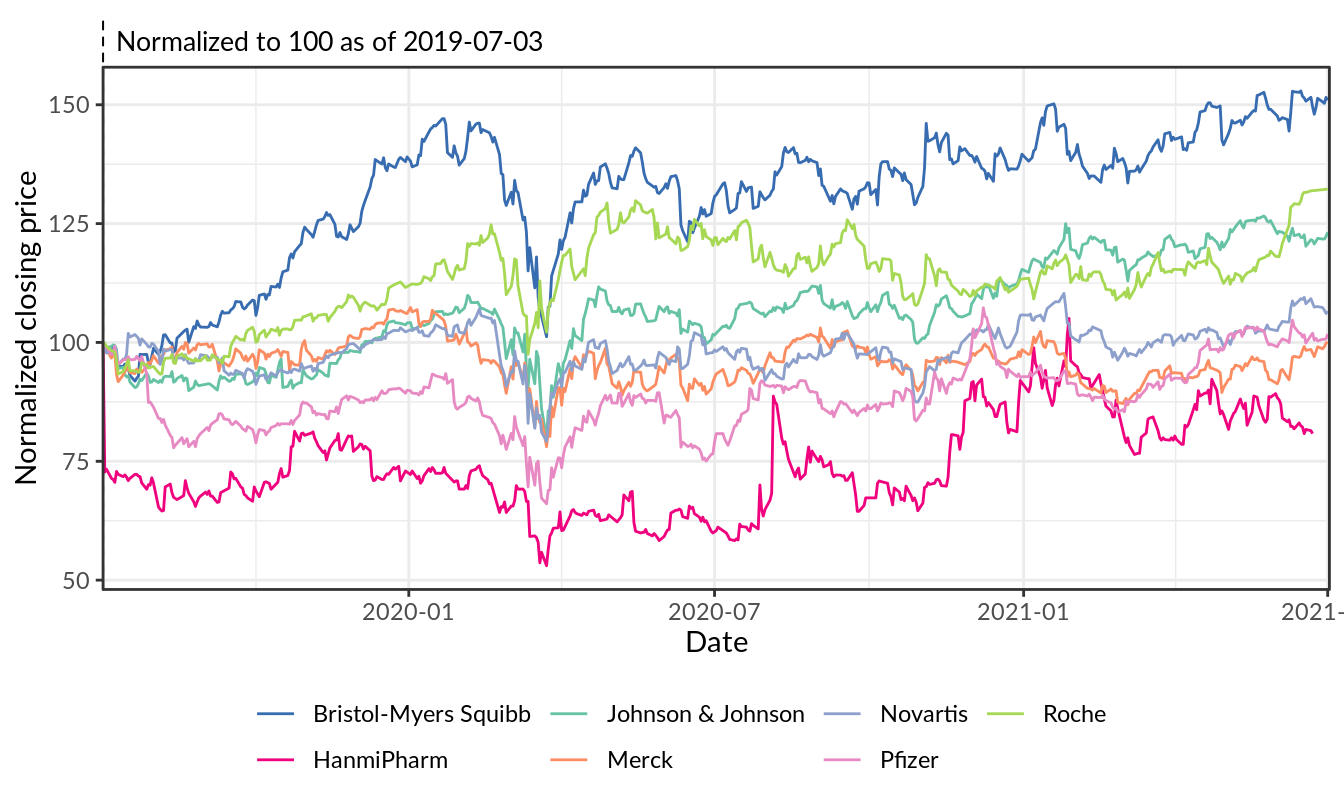 Normalized to 100 as of 2019-07-03
Normalized closing price
150
125
100
75
50
2020-01
2020-07
2021-01
2021-
Date
Bristol-Myers Squibb
Johnson & Johnson
Novartis
Roche
HanmiPharm
Merck
Pfizer